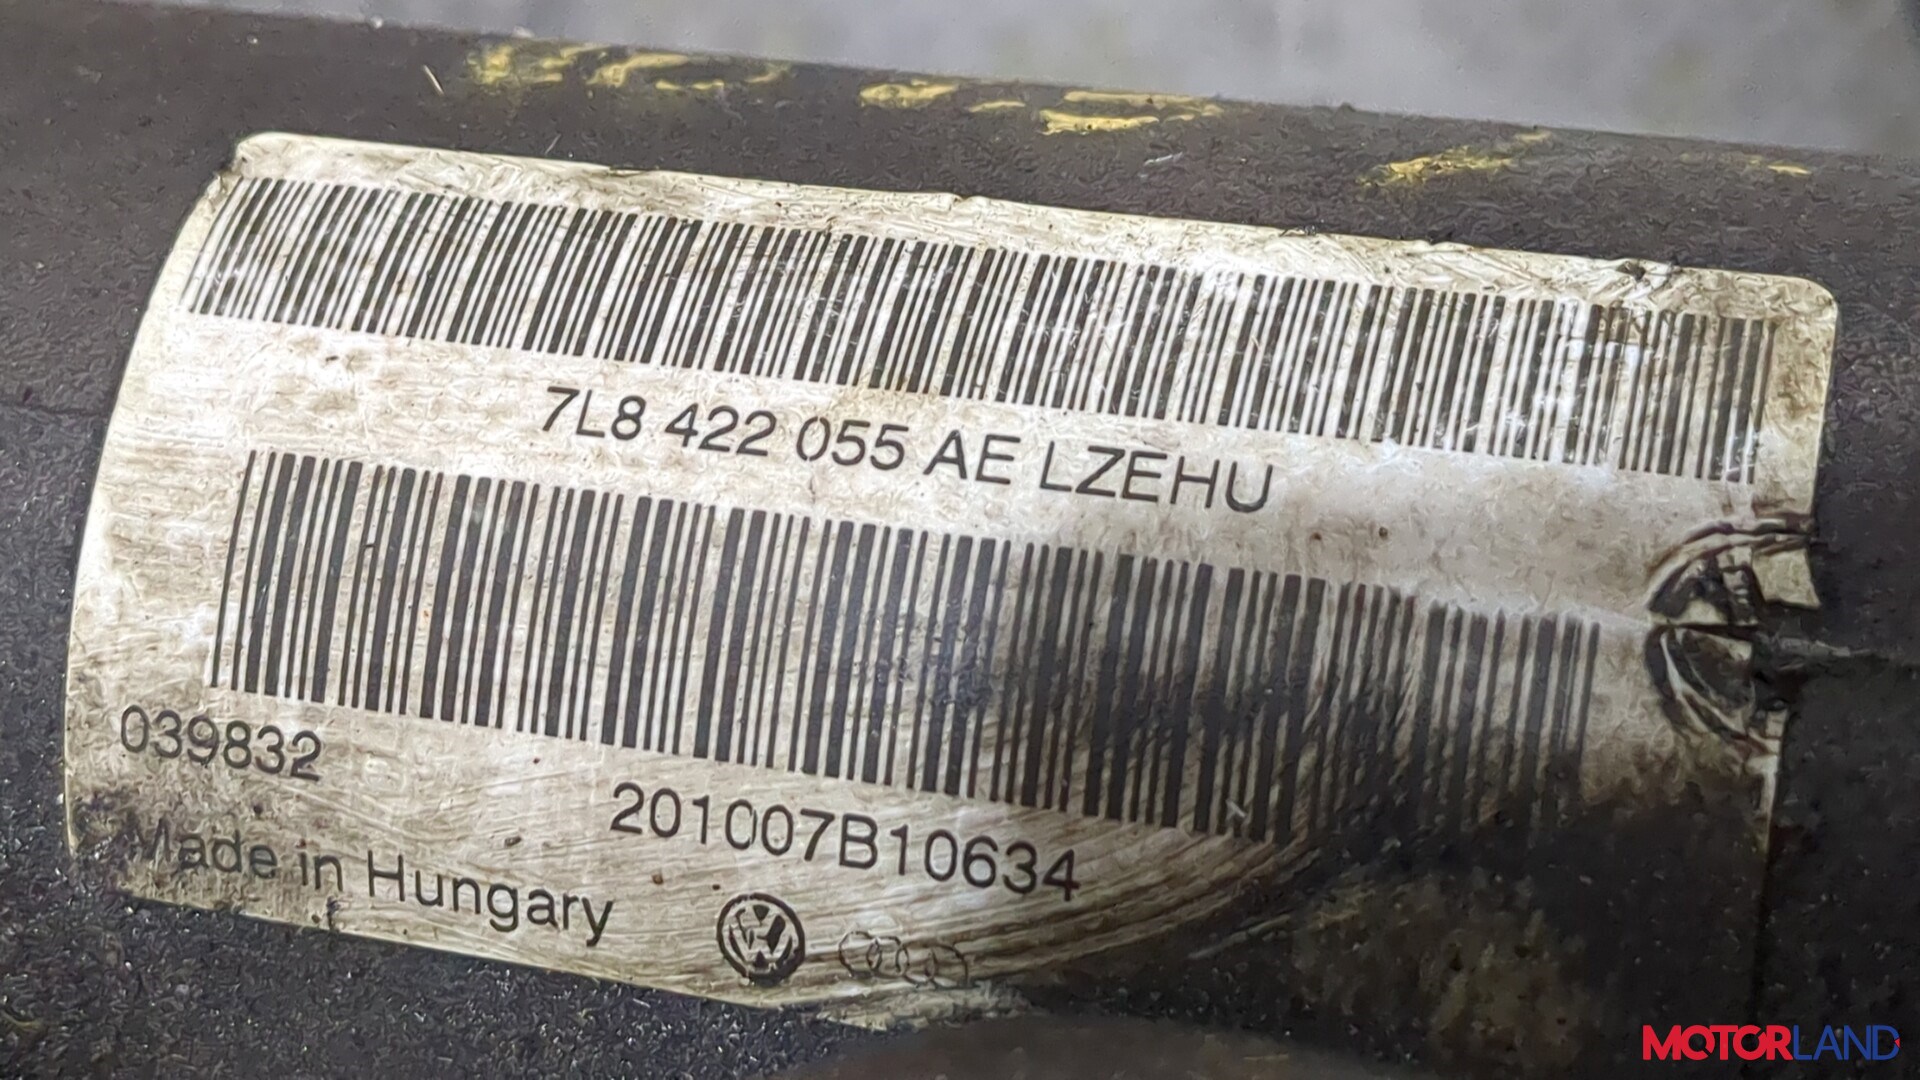 7L8 422 055 AE LZEHU
039832
201007B10634
Made in Hungary
MOTORLAND